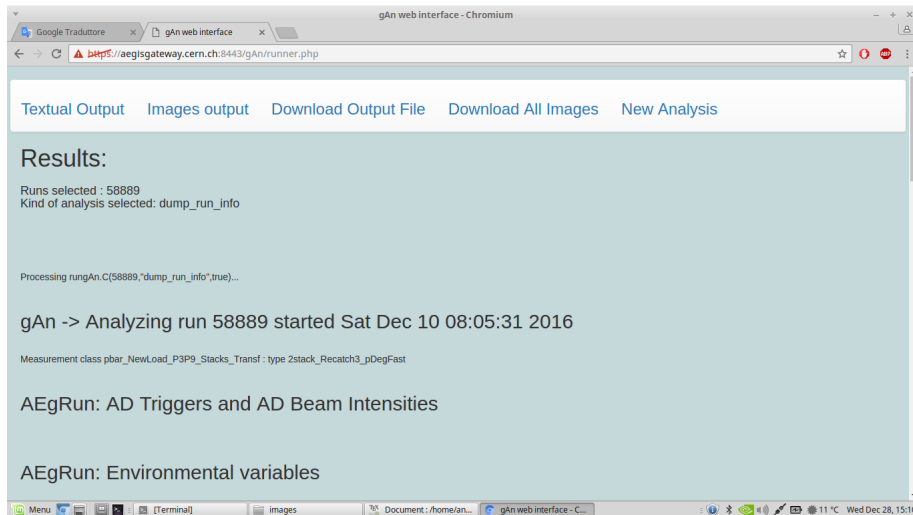 gAn web interface - Chromium
Google Traduttore
gAn web interface
https://aegisgateway.cern.ch:8443/gAn/runner.php
ABP
Textual Output Images output Download Output File Download All Images New Analysis
Results:
Runs selected : 58889
Kind of analysis selected: dump_run_info
Processing rungAn.C(58889,"dump_run_info",true)...
gAn -> Analyzing run 58889 started Sat Dec 10 08:05:31 2016
Measurement class pbar_NewLoad_P3P9_Stacks_Transf : type 2stack_Recatch3_pDegFast
AEgRun: AD Triggers and AD Beam Intensities
AEgRun: Environmental variables
Menu [Terminal] images Document : /home/an... gAn web interface - C... 11 °C Wed Dec 28, 15:1